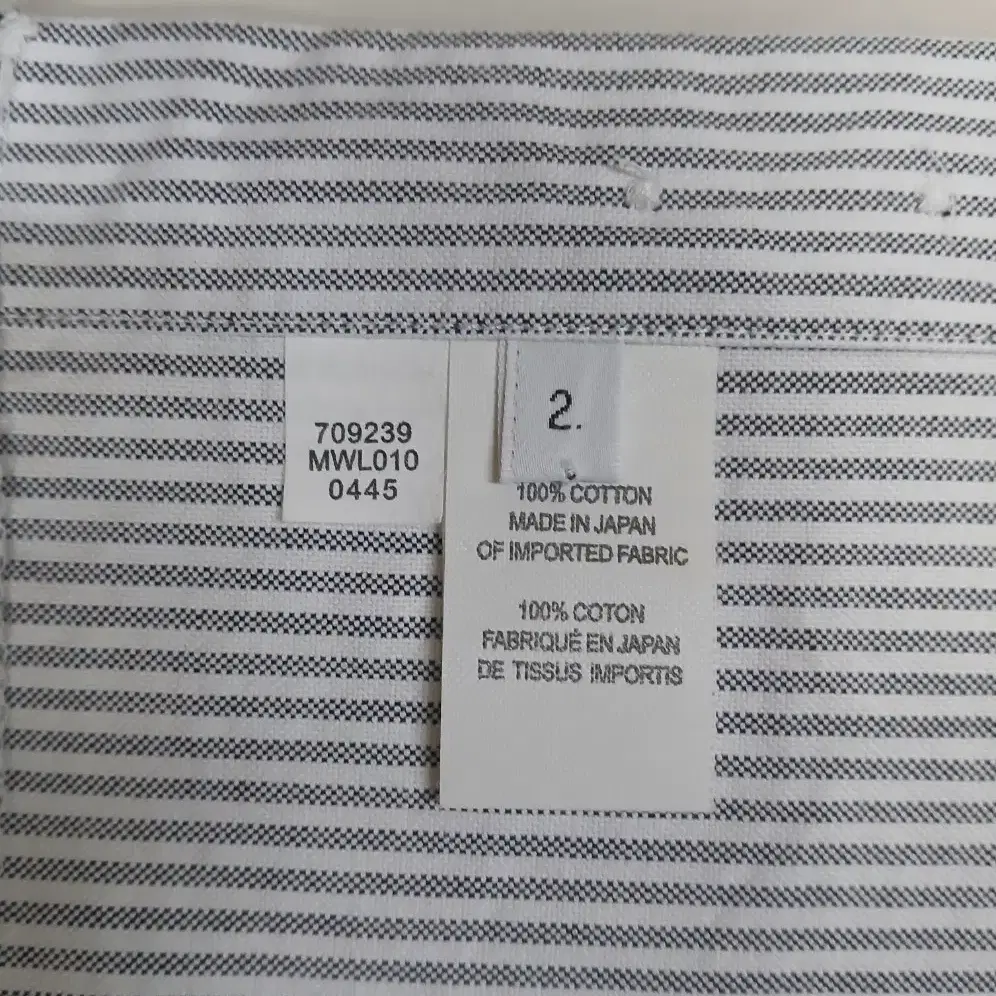 709239
MWL010
0445
2.
100% COTTON
MADE IN JAPAN
OF IMPORTED FABRIC
100% COTON
FABRIQUÉ EN JAPAN
DE TISSUS IMPORTIS